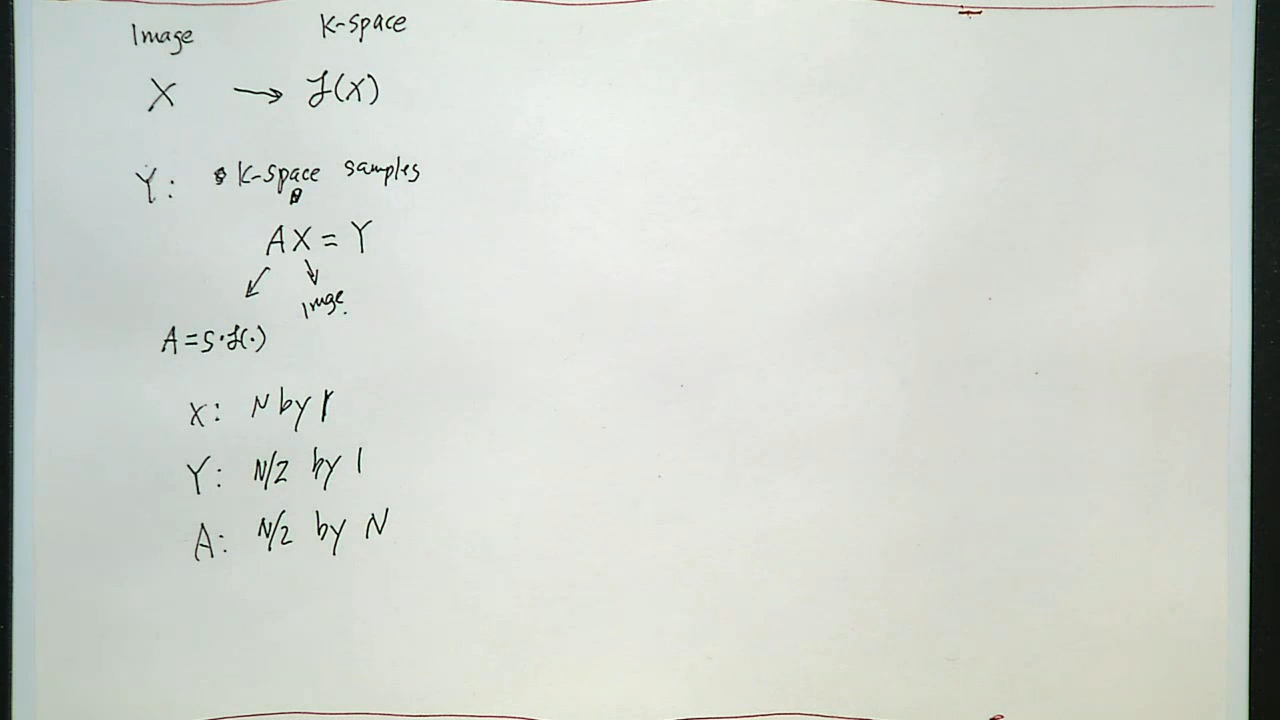 Image K-space
X → ℱ(X)
Y: K-space samples
AX = Y
Image.
A = S·ℱ(·)
X: N by 1
Y: N/2 by 1
A: N/2 by N